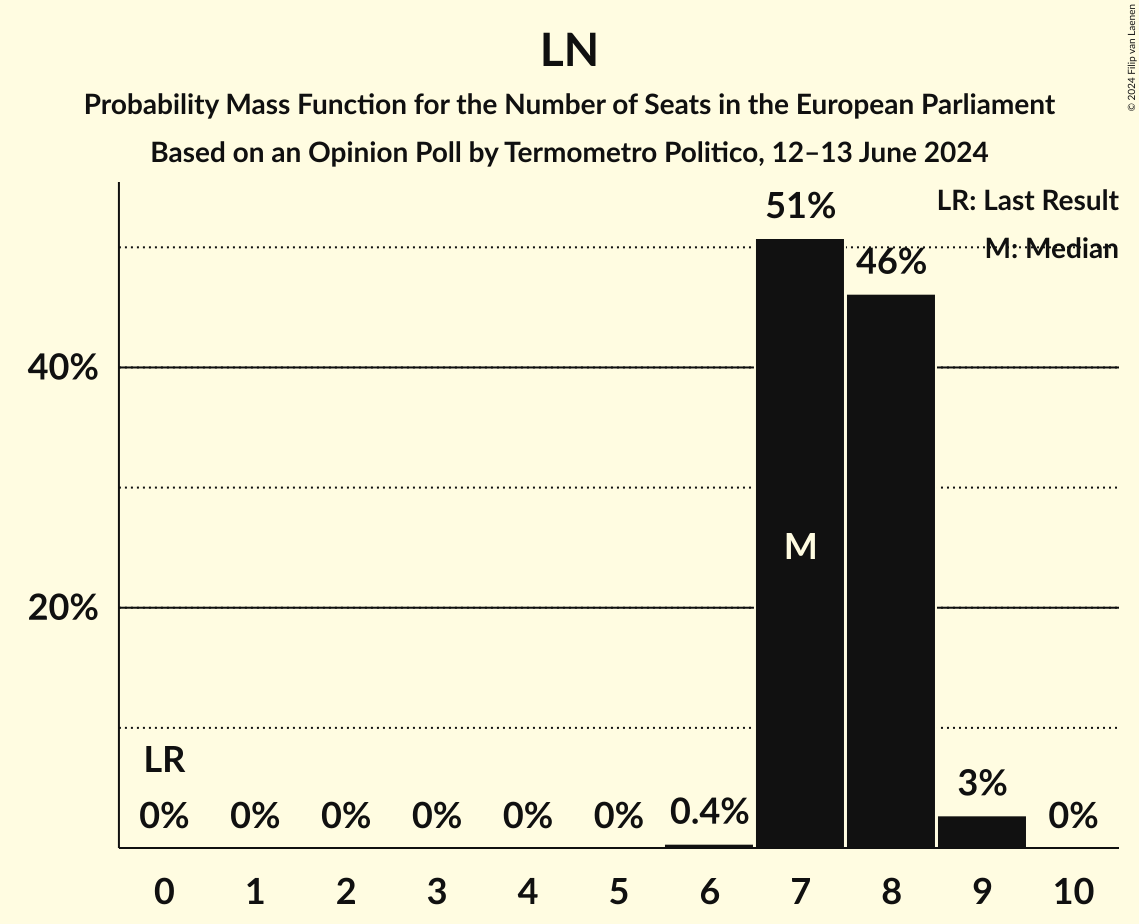 LN
Probability Mass Function for the Number of Seats in the European Parliament
Based on an Opinion Poll by Termometro Politico, 12–13 June 2024
© 2024 Filip van Laenen
LR: Last Result
M: Median
51%
46%
40%
M
20%
LR
0% 0% 0% 0% 0% 0% 0.4% 3% 0%
0 1 2 3 4 5 6 7 8 9 10